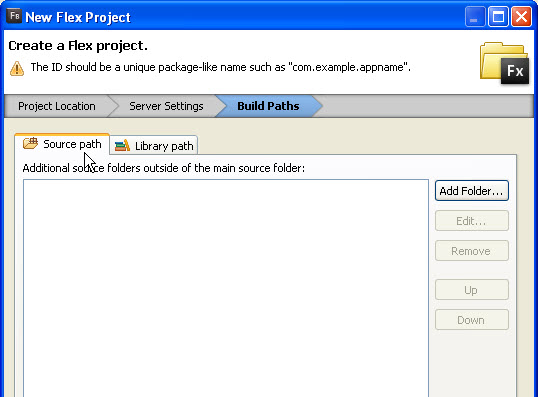 FB New Flex Project
Create a Flex project.
The ID should be a unique package-like name such as "com.example.appname".
Fx
Project Location Server Settings Build Paths
Source path Library path
Additional source folders outside of the main source folder:
Add Folder...
Edit...
Remove
Up
Down